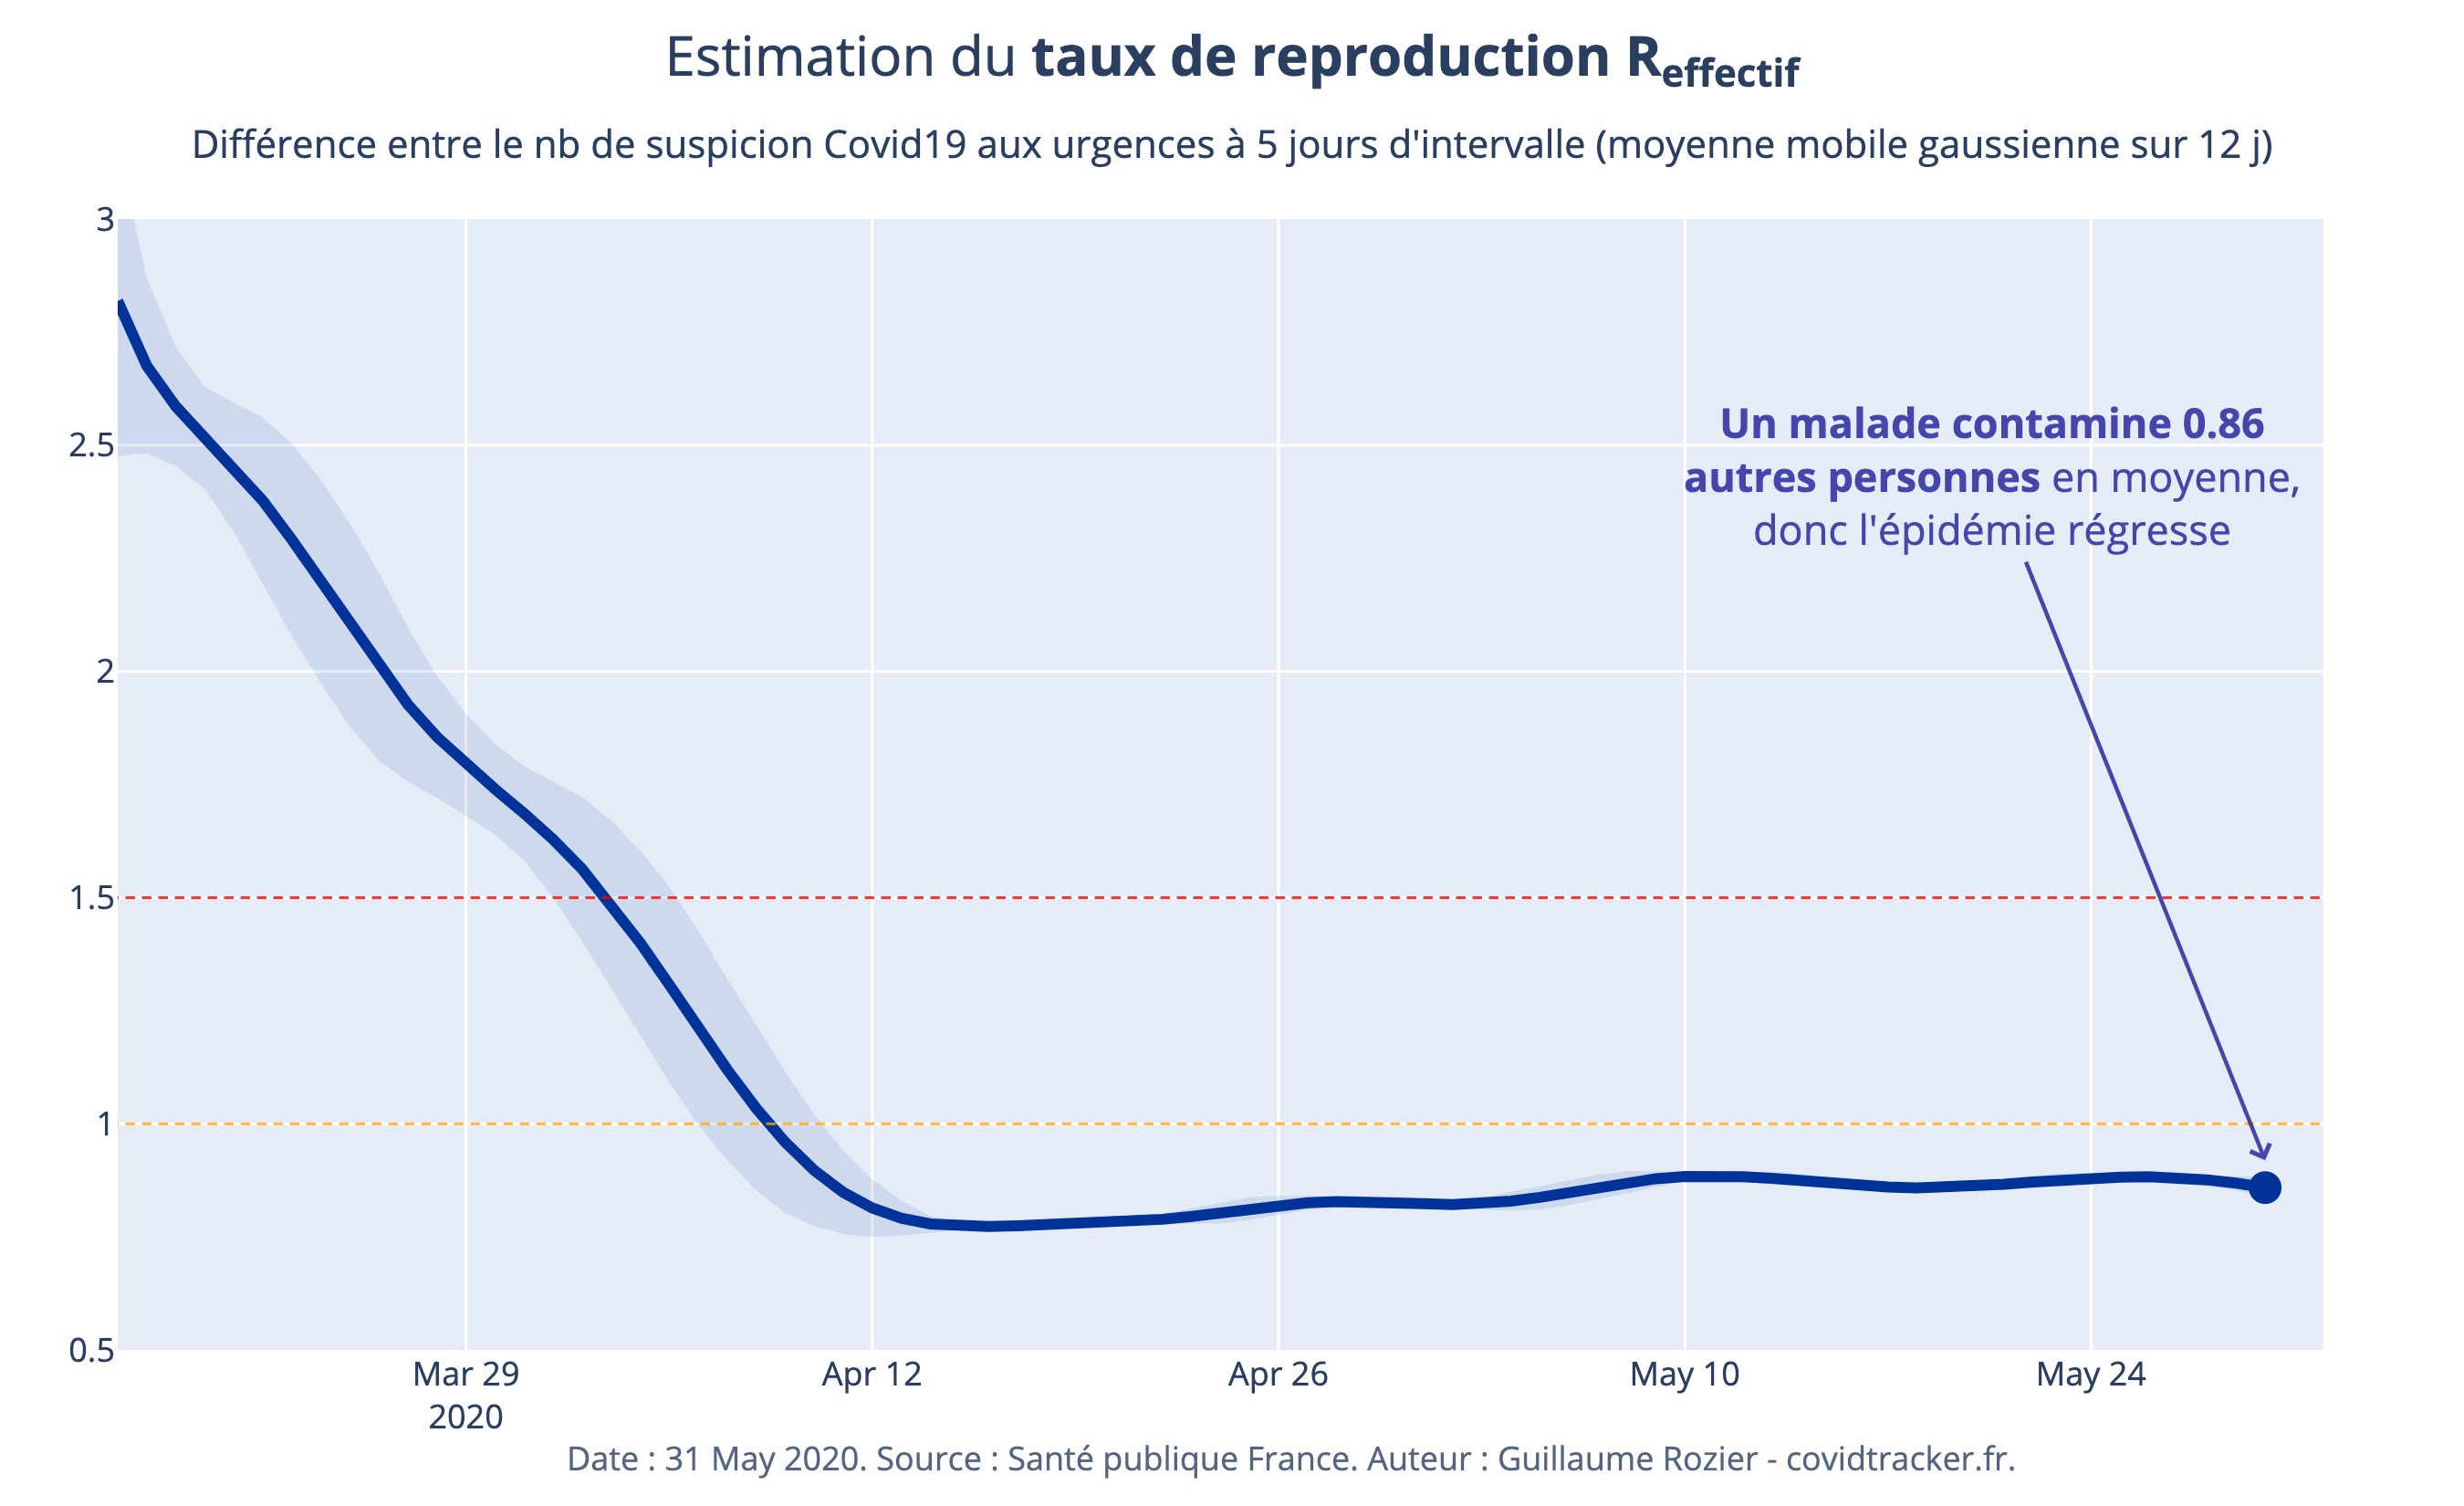 Estimation du taux de reproduction Reffectif
Différence entre le nb de suspicion Covid19 aux urgences à 5 jours d'intervalle (moyenne mobile gaussienne sur 12 j)
3
2.5
2
1.5
1
0.5
Un malade contamine 0.86
autres personnes en moyenne,
donc l'épidémie régresse
Mar 29
2020
Apr 12
Apr 26
May 10
May 24
Date : 31 May 2020. Source : Santé publique France. Auteur : Guillaume Rozier - covidtracker.fr.